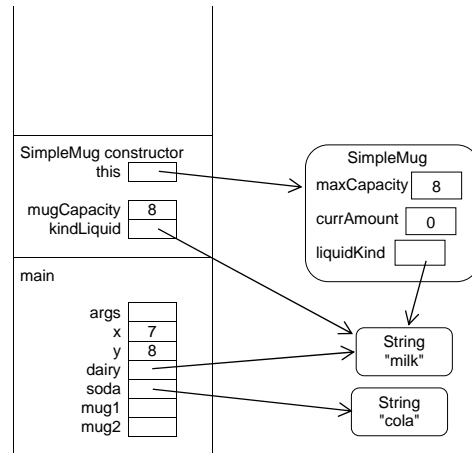 SimpleMug constructor
this
mugCapacity 8
kindLiquid
main
args
x 7
y 8
dairy
soda
mug1
mug2
SimpleMug
maxCapacity 8
currAmount 0
liquidKind
String
"milk"
String
"cola"